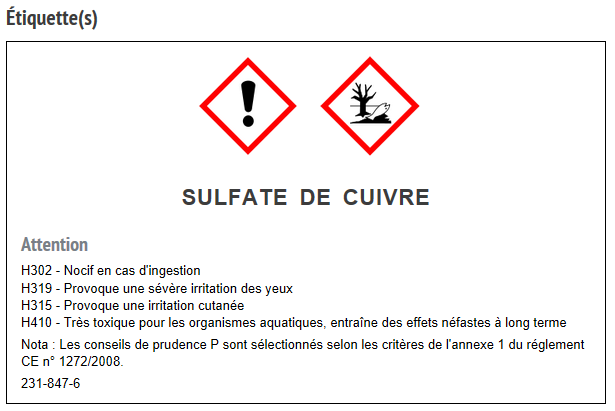 Étiquette(s)
SULFATE DE CUIVRE
Attention
H302 - Nocif en cas d'ingestion
H319 - Provoque une sévère irritation des yeux
H315 - Provoque une irritation cutanée
H410 - Très toxique pour les organismes aquatiques, entraîne des effets néfastes à long terme
Nota : Les conseils de prudence P sont sélectionnés selon les critères de l'annexe 1 du réglement
CE n° 1272/2008.
231-847-6